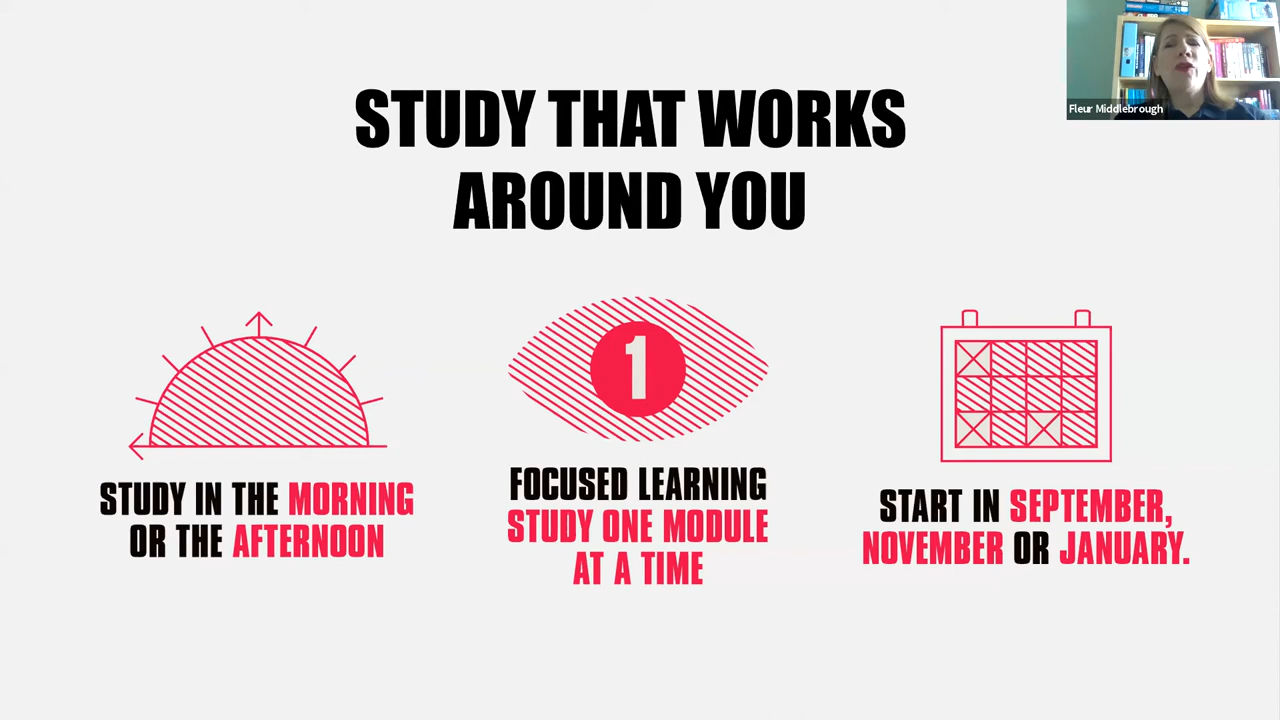 Fleur Middlebrough
STUDY THAT WORKS
AROUND YOU
1
STUDY IN THE MORNING
OR THE AFTERNOON
FOCUSED LEARNING
STUDY ONE MODULE
AT A TIME
START IN SEPTEMBER,
NOVEMBER OR JANUARY.